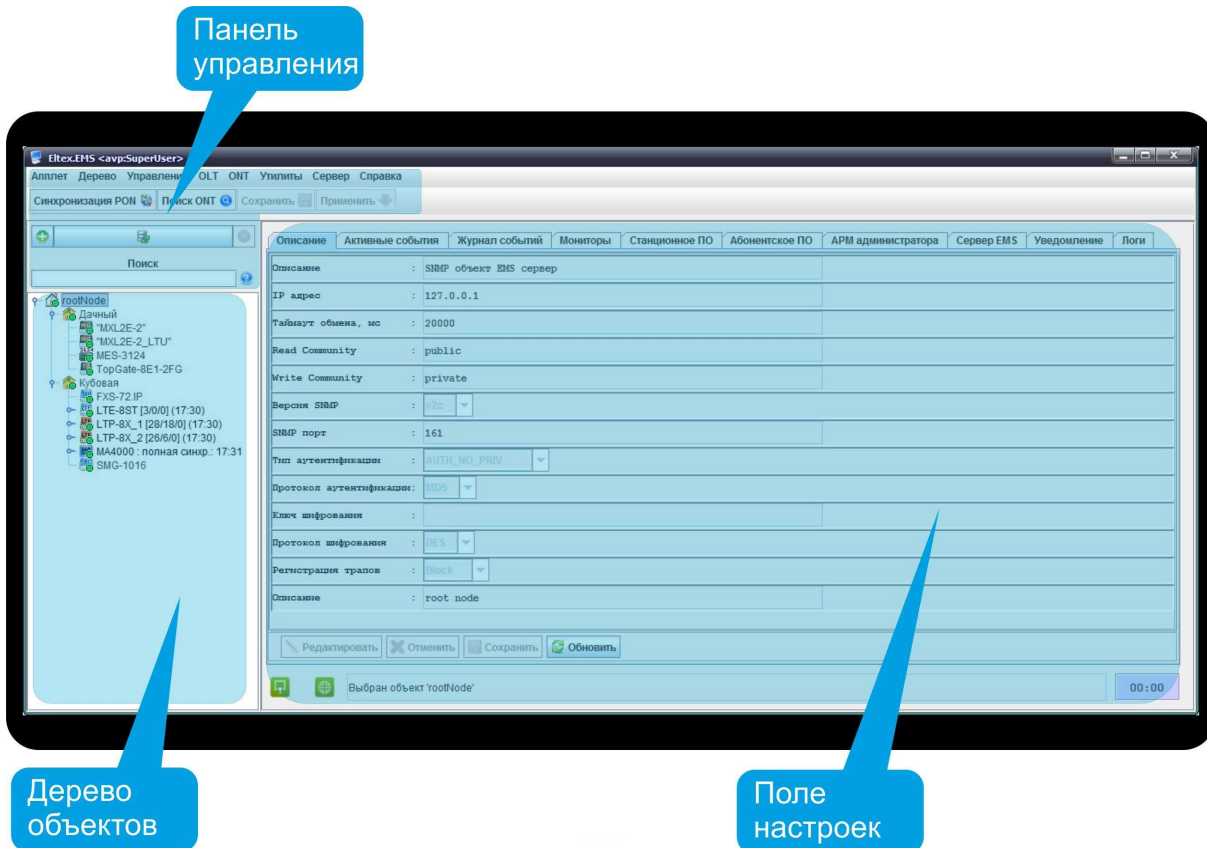 Панель
управления
Eltex.EMS <avp:SuperUser>
Апплет Дерево Управление OLT ONT Утилиты Сервер Справка
Синхронизация PON Поиск ONT Сохранить Применить
Поиск
rootNode
Дачный
"MXL2E-2"
"MXL2E-2_LTU"
MES-3124
TopGate-8E1-2FG
Кубовая
FXS-72.IP
LTE-8ST [3/0/0] (17:30)
LTP-8X_1 [28/18/0] (17:30)
LTP-8X_2 [26/6/0] (17:30)
MA4000 : полная синхр.: 17:31
SMG-1016
Описание Активные события Журнал событий Мониторы Станционное ПО Абонентское ПО АРМ администратора Сервер EMS Уведомление Логи
Описание : SNMP объект EMS сервер
IP адрес : 127.0.0.1
Таймаут обмена, мс : 20000
Read Community : public
Write Community : private
Версия SNMP : v2c
SNMP порт : 161
Тип аутентификации : AUTH_NO_PRIV
Протокол аутентификации: MD5
Ключ шифрования :
Протокол шифрования : DES
Регистрация трапов : Block
Описание : root node
Редактировать Отменить Сохранить Обновить
Выбран объект 'rootNode' 00:00
Дерево
объектов
Поле
настроек